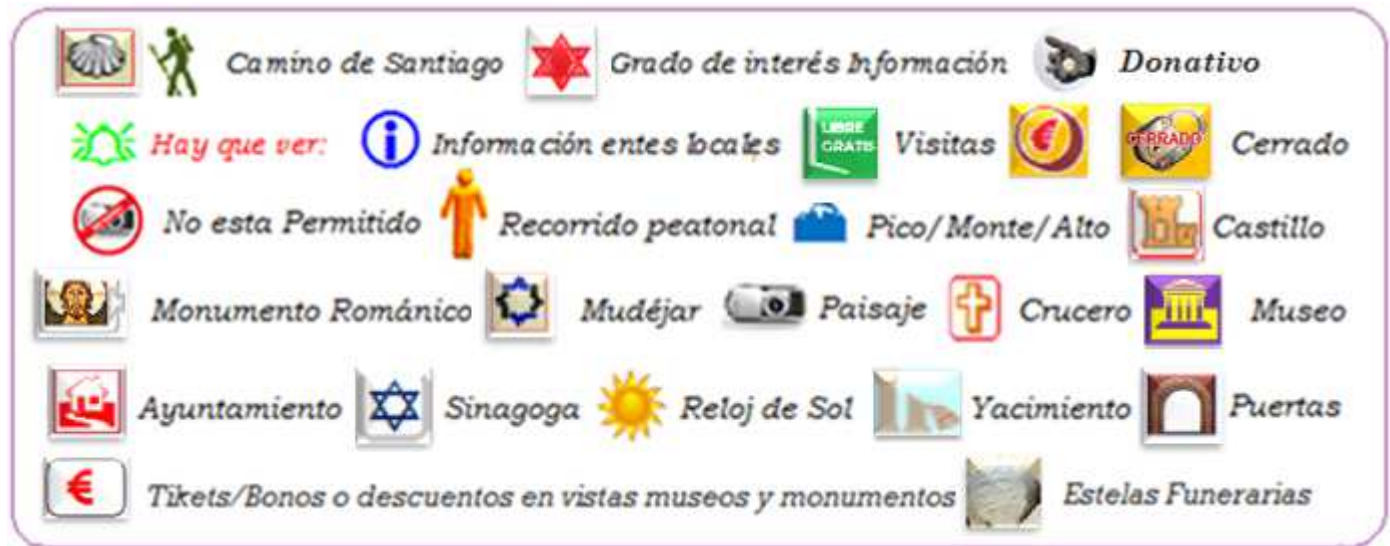 Camino de Santiago Grado de interés Información Donativo
Hay que ver: i Información entes locales LIBRE GRATIS Visitas € CERRADO Cerrado
No esta Permitido Recorrido peatonal Pico/Monte/Alto Castillo
Monumento Románico Mudéjar Paisaje Crucero Museo
Ayuntamiento Sinagoga Reloj de Sol Yacimiento Puertas
€ Tikets/Bonos o descuentos en vistas museos y monumentos Estelas Funerarias